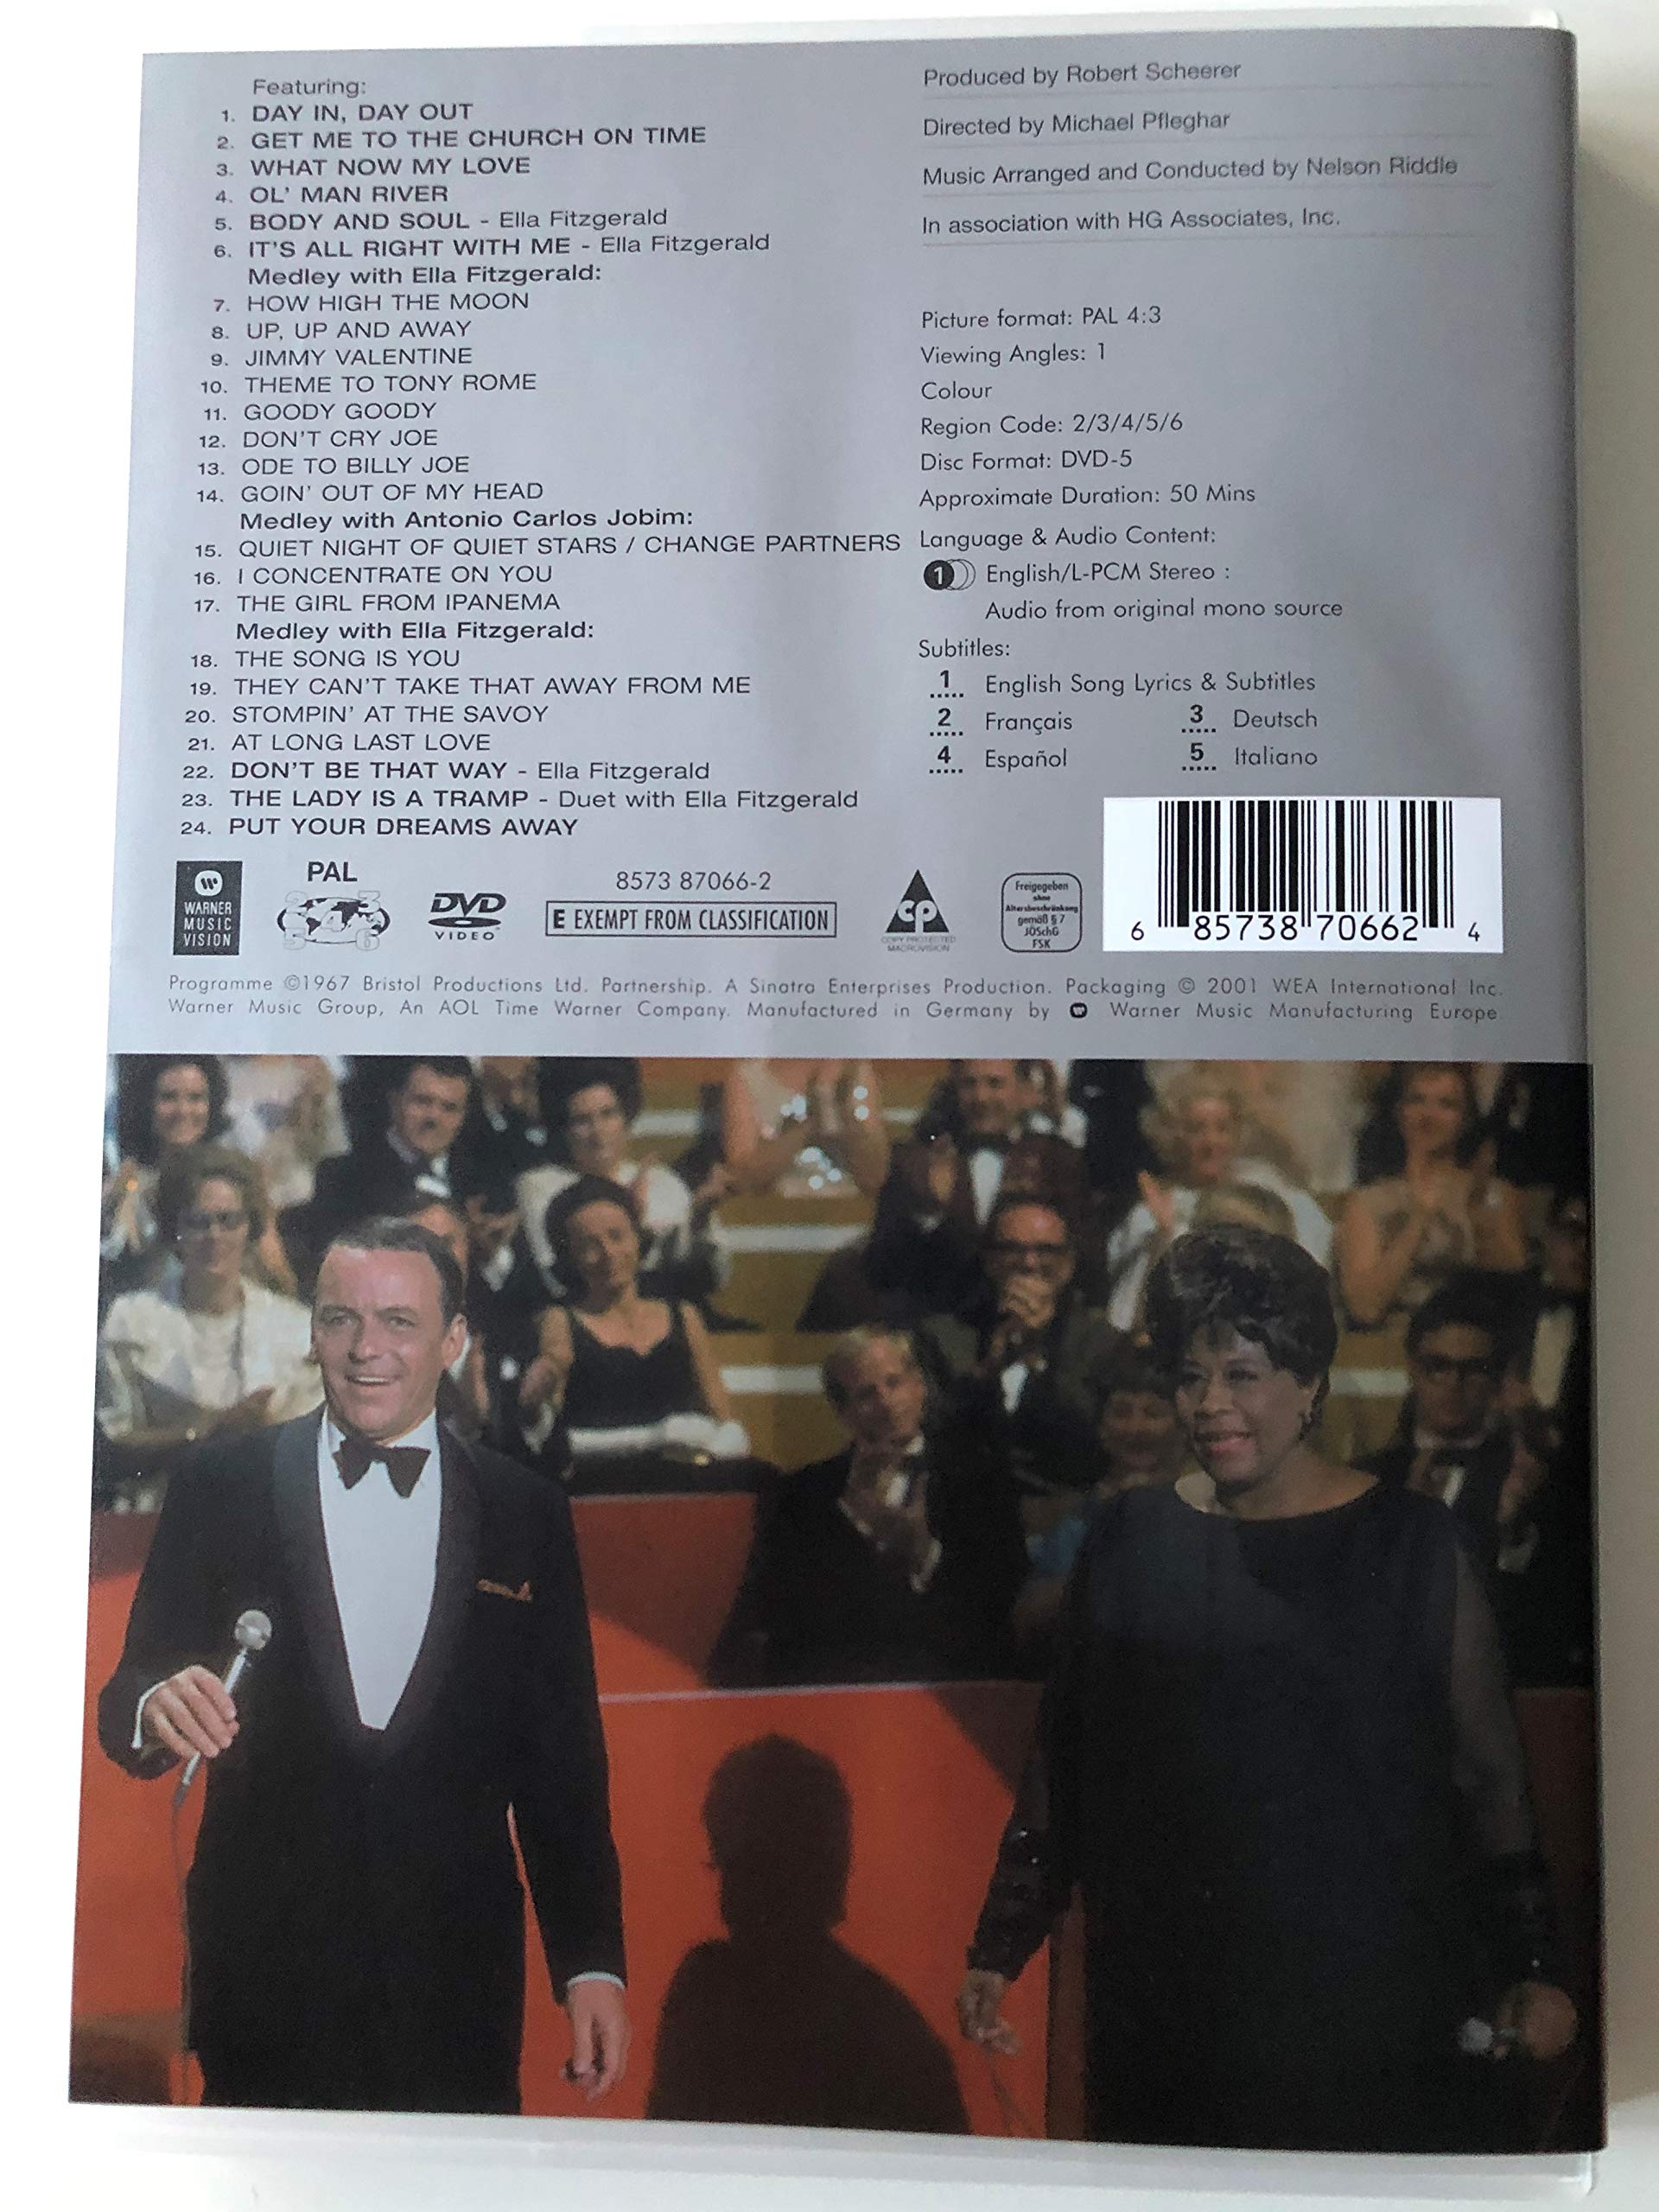 Featuring:
1. DAY IN, DAY OUT
2. GET ME TO THE CHURCH ON TIME
3. WHAT NOW MY LOVE
4. OL' MAN RIVER
5. BODY AND SOUL - Ella Fitzgerald
6. IT'S ALL RIGHT WITH ME - Ella Fitzgerald
Medley with Ella Fitzgerald:
7. HOW HIGH THE MOON
8. UP, UP AND AWAY
9. JIMMY VALENTINE
10. THEME TO TONY ROME
11. GOODY GOODY
12. DON'T CRY JOE
13. ODE TO BILLY JOE
14. GOIN' OUT OF MY HEAD
Medley with Antonio Carlos Jobim:
15. QUIET NIGHT OF QUIET STARS / CHANGE PARTNERS
16. I CONCENTRATE ON YOU
17. THE GIRL FROM IPANEMA
Medley with Ella Fitzgerald:
18. THE SONG IS YOU
19. THEY CAN'T TAKE THAT AWAY FROM ME
20. STOMPIN' AT THE SAVOY
21. AT LONG LAST LOVE
22. DON'T BE THAT WAY - Ella Fitzgerald
23. THE LADY IS A TRAMP - Duet with Ella Fitzgerald
24. PUT YOUR DREAMS AWAY
Produced by Robert Scheerer
Directed by Michael Pfleghar
Music Arranged and Conducted by Nelson Riddle
In association with HG Associates, Inc.
Picture format: PAL 4:3
Viewing Angles: 1
Colour
Region Code: 2/3/4/5/6
Disc Format: DVD-5
Approximate Duration: 50 Mins
Language & Audio Content:
1 English/L-PCM Stereo :
Audio from original mono source
Subtitles:
1 English Song Lyrics & Subtitles
2 Français 3 Deutsch
4 Español 5 Italiano
WARNER
MUSIC
VISION
PAL
2 3
4
5 6
DVD
VIDEO
8573 87066-2
E EXEMPT FROM CLASSIFICATION
CP
COPY PROTECTED
MACROVISION
Freigegeben
ohne
Altersbeschränkung
gemäß § 7
JÖSchG
FSK
6 85738 70662 4
Programme ©1967 Bristol Productions Ltd. Partnership. A Sinatra Enterprises Production. Packaging © 2001 WEA International Inc.
Warner Music Group, An AOL Time Warner Company. Manufactured in Germany by Warner Music Manufacturing Europe